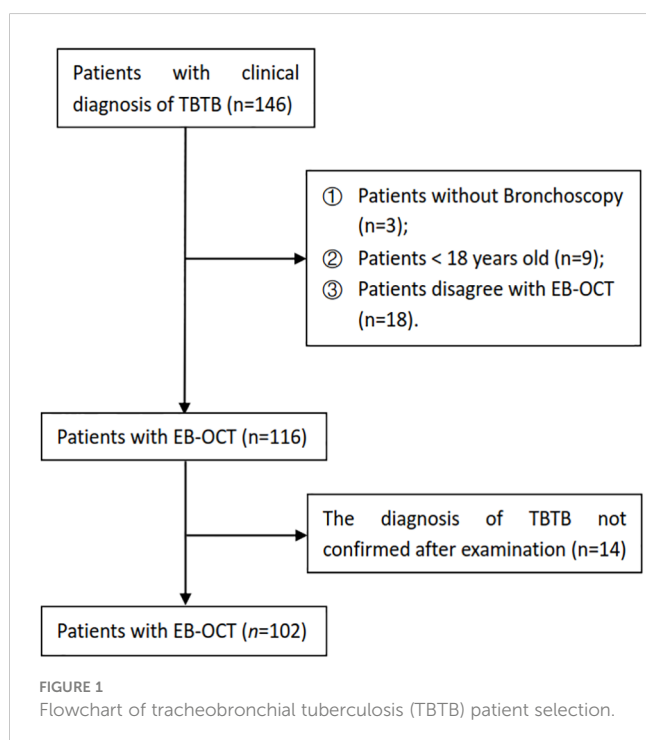 Patients with clinical
diagnosis of TBTB (n=146)
① Patients without Bronchoscopy
(n=3);
② Patients < 18 years old (n=9);
③ Patients disagree with EB-OCT
(n=18).
Patients with EB-OCT (n=116)
The diagnosis of TBTB not
confirmed after examination (n=14)
Patients with EB-OCT (n=102)
FIGURE 1
Flowchart of tracheobronchial tuberculosis (TBTB) patient selection.